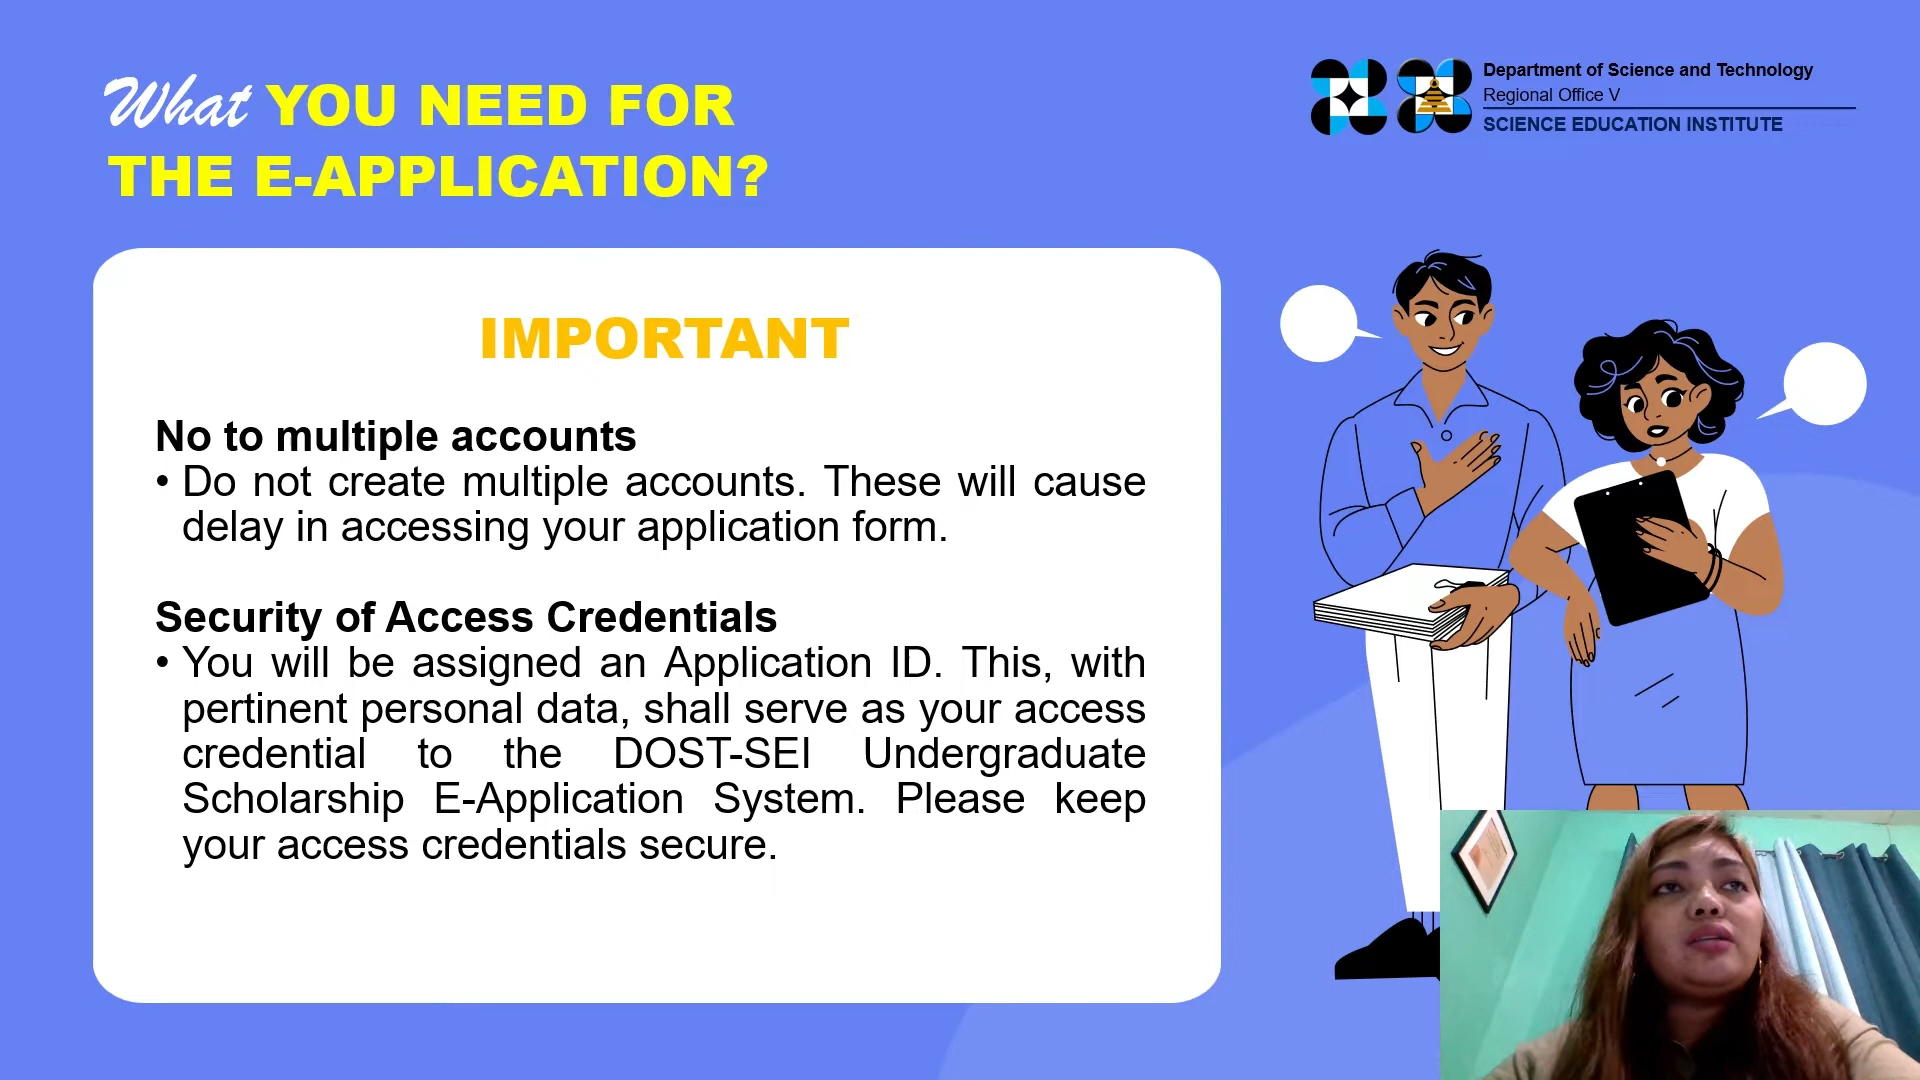 What YOU NEED FOR
THE E-APPLICATION?
Department of Science and Technology
Regional Office V
SCIENCE EDUCATION INSTITUTE
IMPORTANT
No to multiple accounts
• Do not create multiple accounts. These will cause
delay in accessing your application form.
Security of Access Credentials
• You will be assigned an Application ID. This, with
pertinent personal data, shall serve as your access
credential to the DOST-SEI Undergraduate
Scholarship E-Application System. Please keep
your access credentials secure.